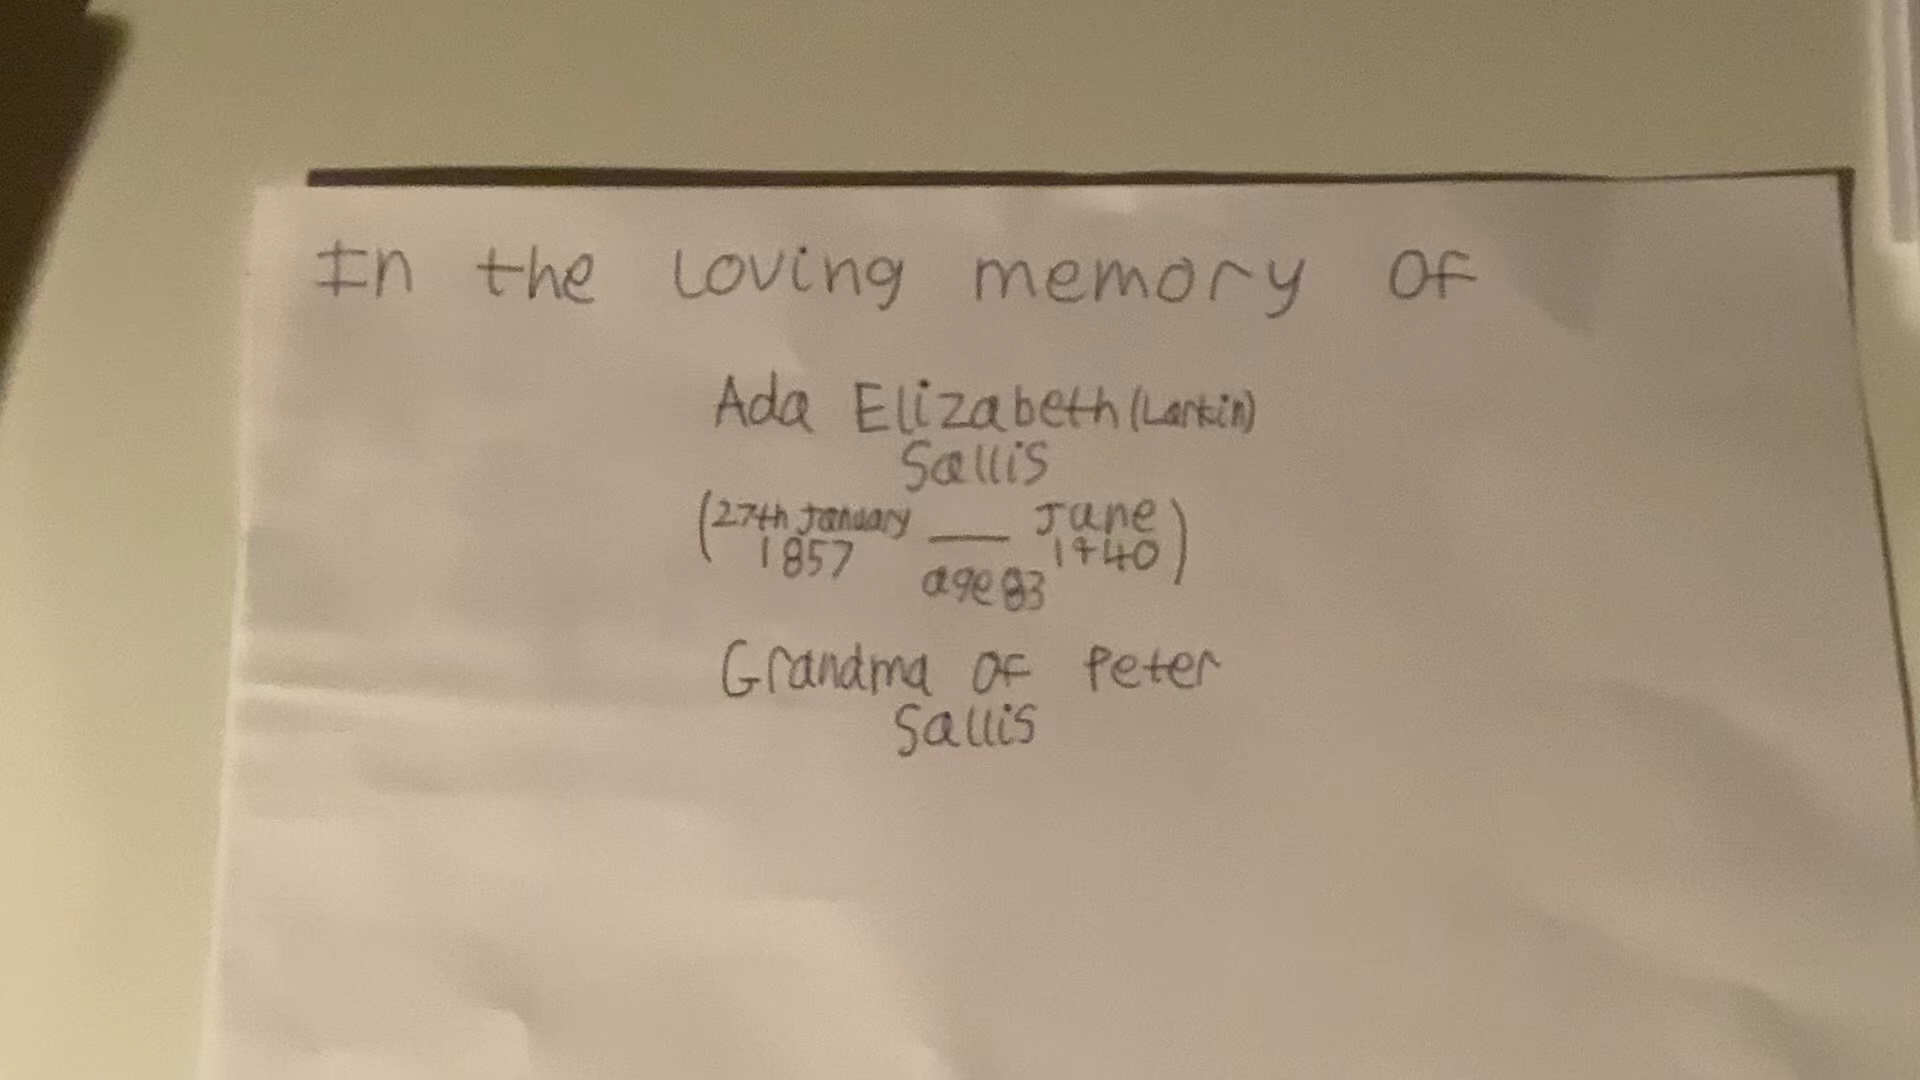 In the loving memory of
Ada Elizabeth (Larkin)
Sallis
(27th January — June
1857 1940)
age 83
Grandma of Peter
Sallis